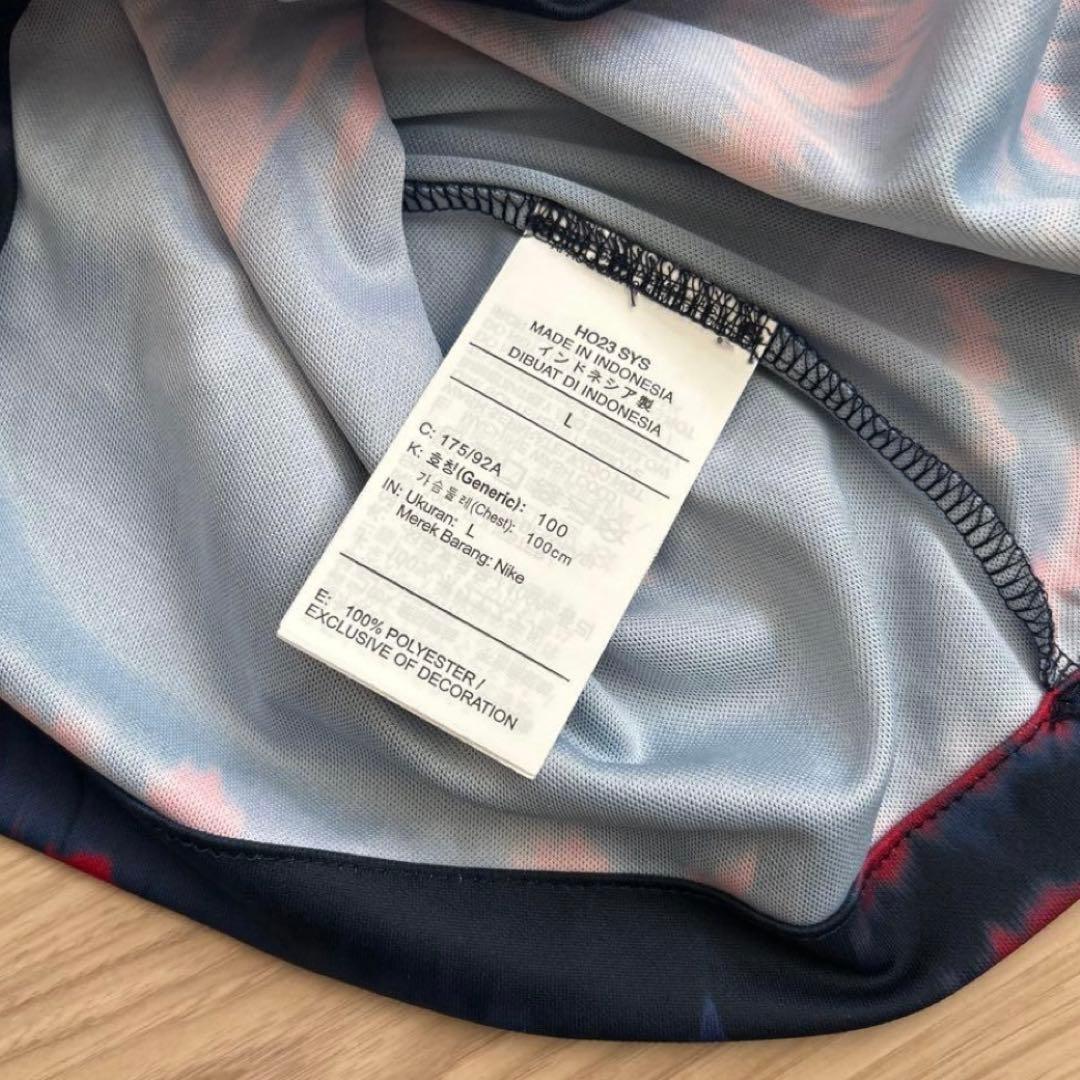 HO23 SYS
MADE IN INDONESIA
インドネシア製
DIBUAT DI INDONESIA
L
C: 175/92A
K: 호칭(Generic): 100
가슴둘레(Chest): 100cm
IN: Ukuran: L
Merek Barang: Nike
E: 100% POLYESTER /
EXCLUSIVE OF DECORATION